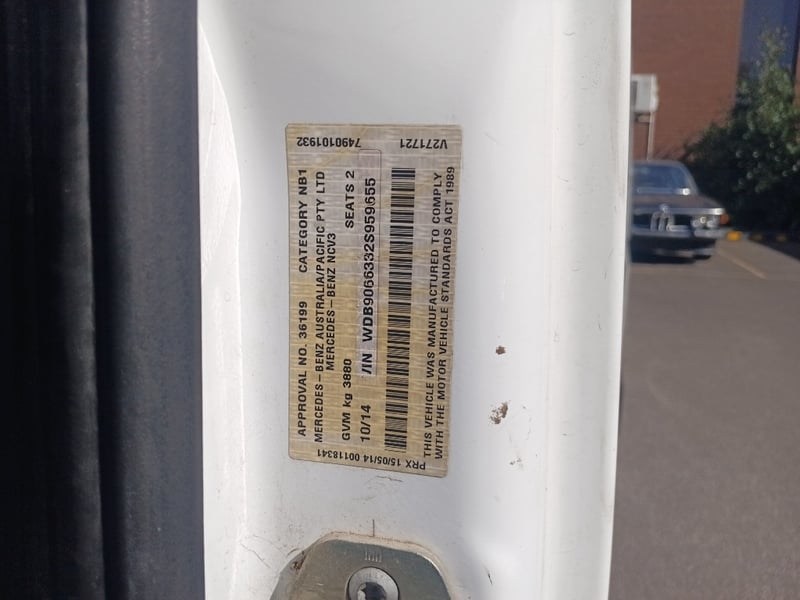 APPROVAL NO. 36199 CATEGORY NB1
MERCEDES-BENZ AUSTRALIA/PACIFIC PTY LTD
MERCEDES-BENZ NCV3
GVM kg 3880 SEATS 2
10/14 VIN WDB9066332S959655
THIS VEHICLE WAS MANUFACTURED TO COMPLY
WITH THE MOTOR VEHICLE STANDARDS ACT 1989
7490101932
V271721
PRX 15/05/14 00118341